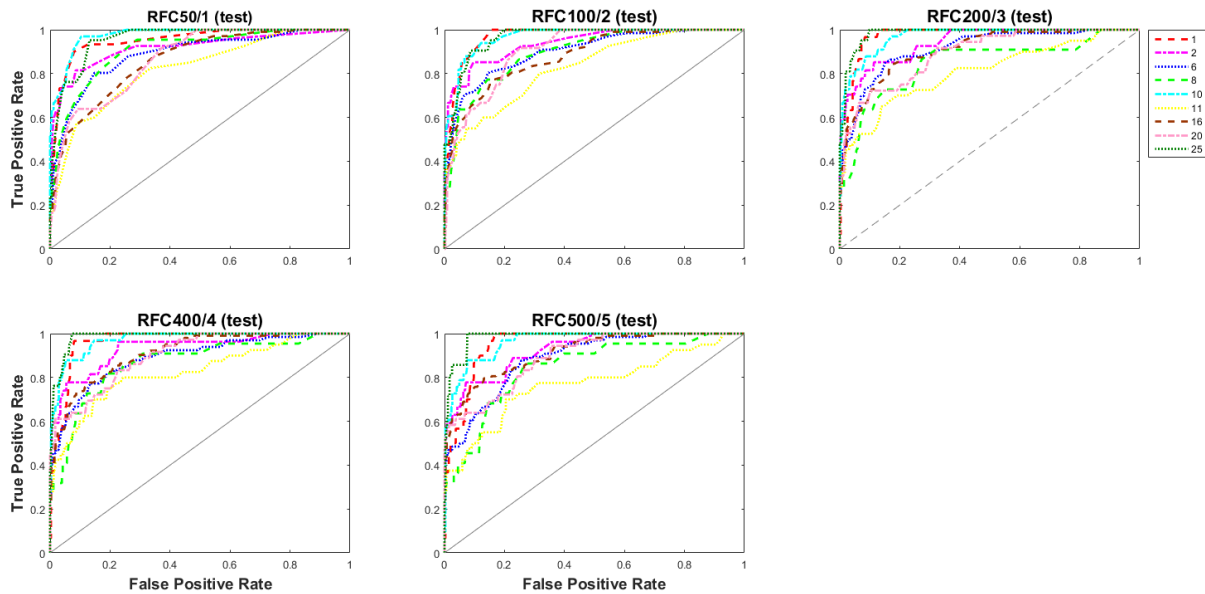 RFC50/1 (test)
True Positive Rate
1
0.8
0.6
0.4
0.2
0
0 0.2 0.4 0.6 0.8 1
RFC100/2 (test)
1
0.8
0.6
0.4
0.2
0
0 0.2 0.4 0.6 0.8 1
RFC200/3 (test)
1
0.8
0.6
0.4
0.2
0
0 0.2 0.4 0.6 0.8 1
1
2
6
8
10
11
16
20
25
RFC400/4 (test)
True Positive Rate
1
0.8
0.6
0.4
0.2
0
0 0.2 0.4 0.6 0.8 1
False Positive Rate
RFC500/5 (test)
1
0.8
0.6
0.4
0.2
0
0 0.2 0.4 0.6 0.8 1
False Positive Rate